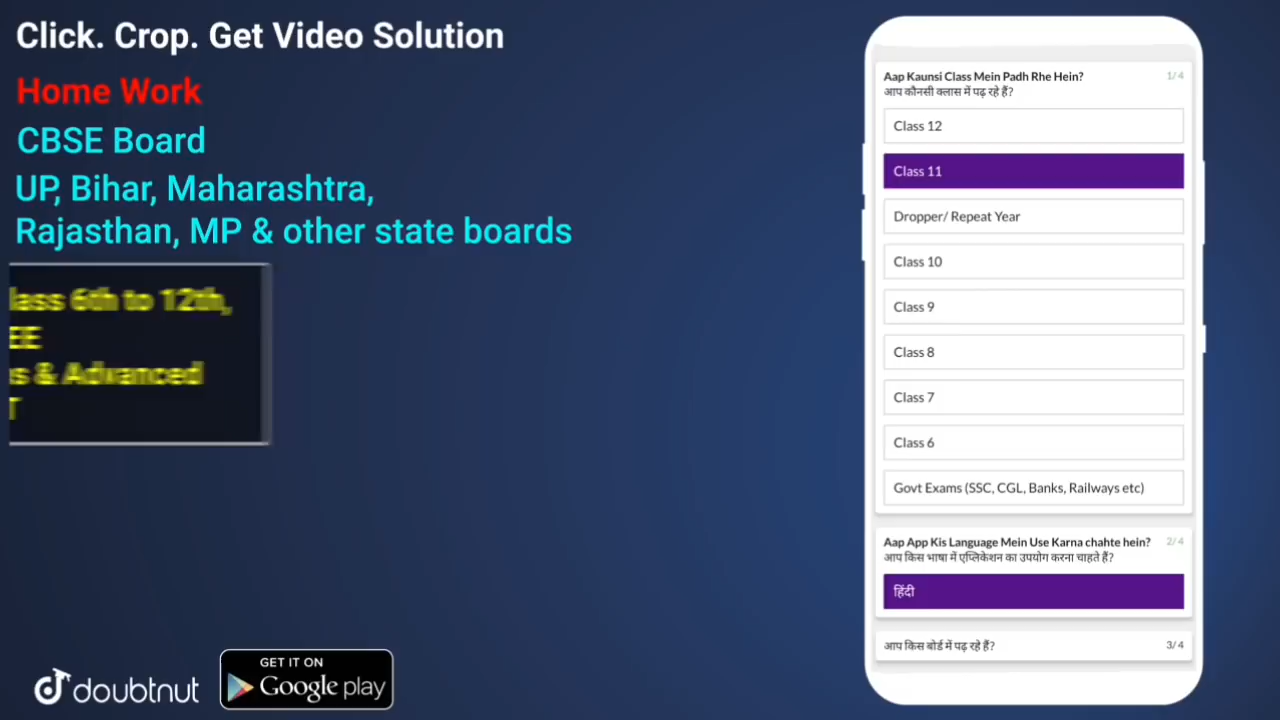 Click. Crop. Get Video Solution
Home Work
CBSE Board
UP, Bihar, Maharashtra,
Rajasthan, MP & other state boards
6th to 12th,
& Advanced
doubtnut
GET IT ON
Google play
Aap Kaunsi Class Mein Padh Rhe Hein? 1/4
आप कौनसी क्लास में पढ़ रहे हैं?
Class 12
Class 11
Dropper/ Repeat Year
Class 10
Class 9
Class 8
Class 7
Class 6
Govt Exams (SSC, CGL, Banks, Railways etc)
Aap App Kis Language Mein Use Karna chahte hein? 2/4
आप किस भाषा में एप्लिकेशन का उपयोग करना चाहते हैं?
हिंदी
आप किस बोर्ड में पढ़ रहे हैं? 3/4